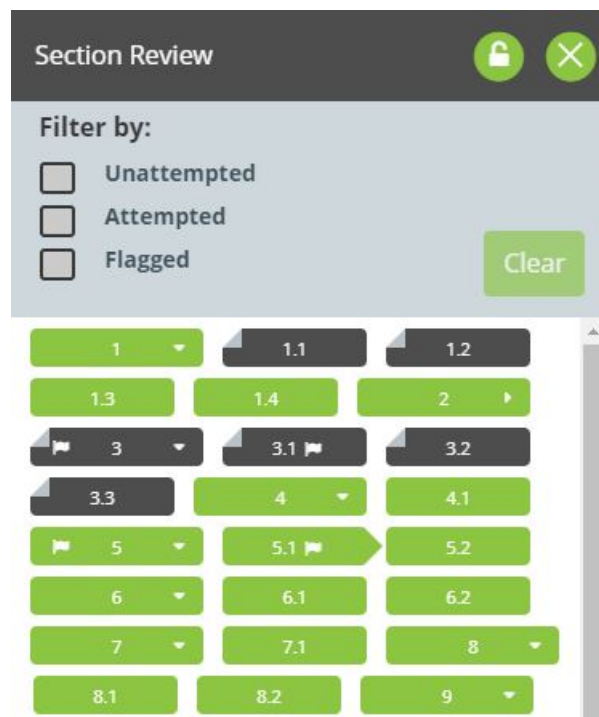 Section Review
Filter by:
Unattempted
Attempted
Flagged
Clear
1 1.1 1.2
1.3 1.4 2
3 3.1 3.2
3.3 4 4.1
5 5.1 5.2
6 6.1 6.2
7 7.1 8
8.1 8.2 9